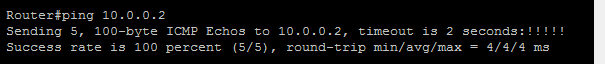 Router#ping 10.0.0.2
Sending 5, 100-byte ICMP Echos to 10.0.0.2, timeout is 2 seconds:!!!!!
Success rate is 100 percent (5/5), round-trip min/avg/max = 4/4/4 ms